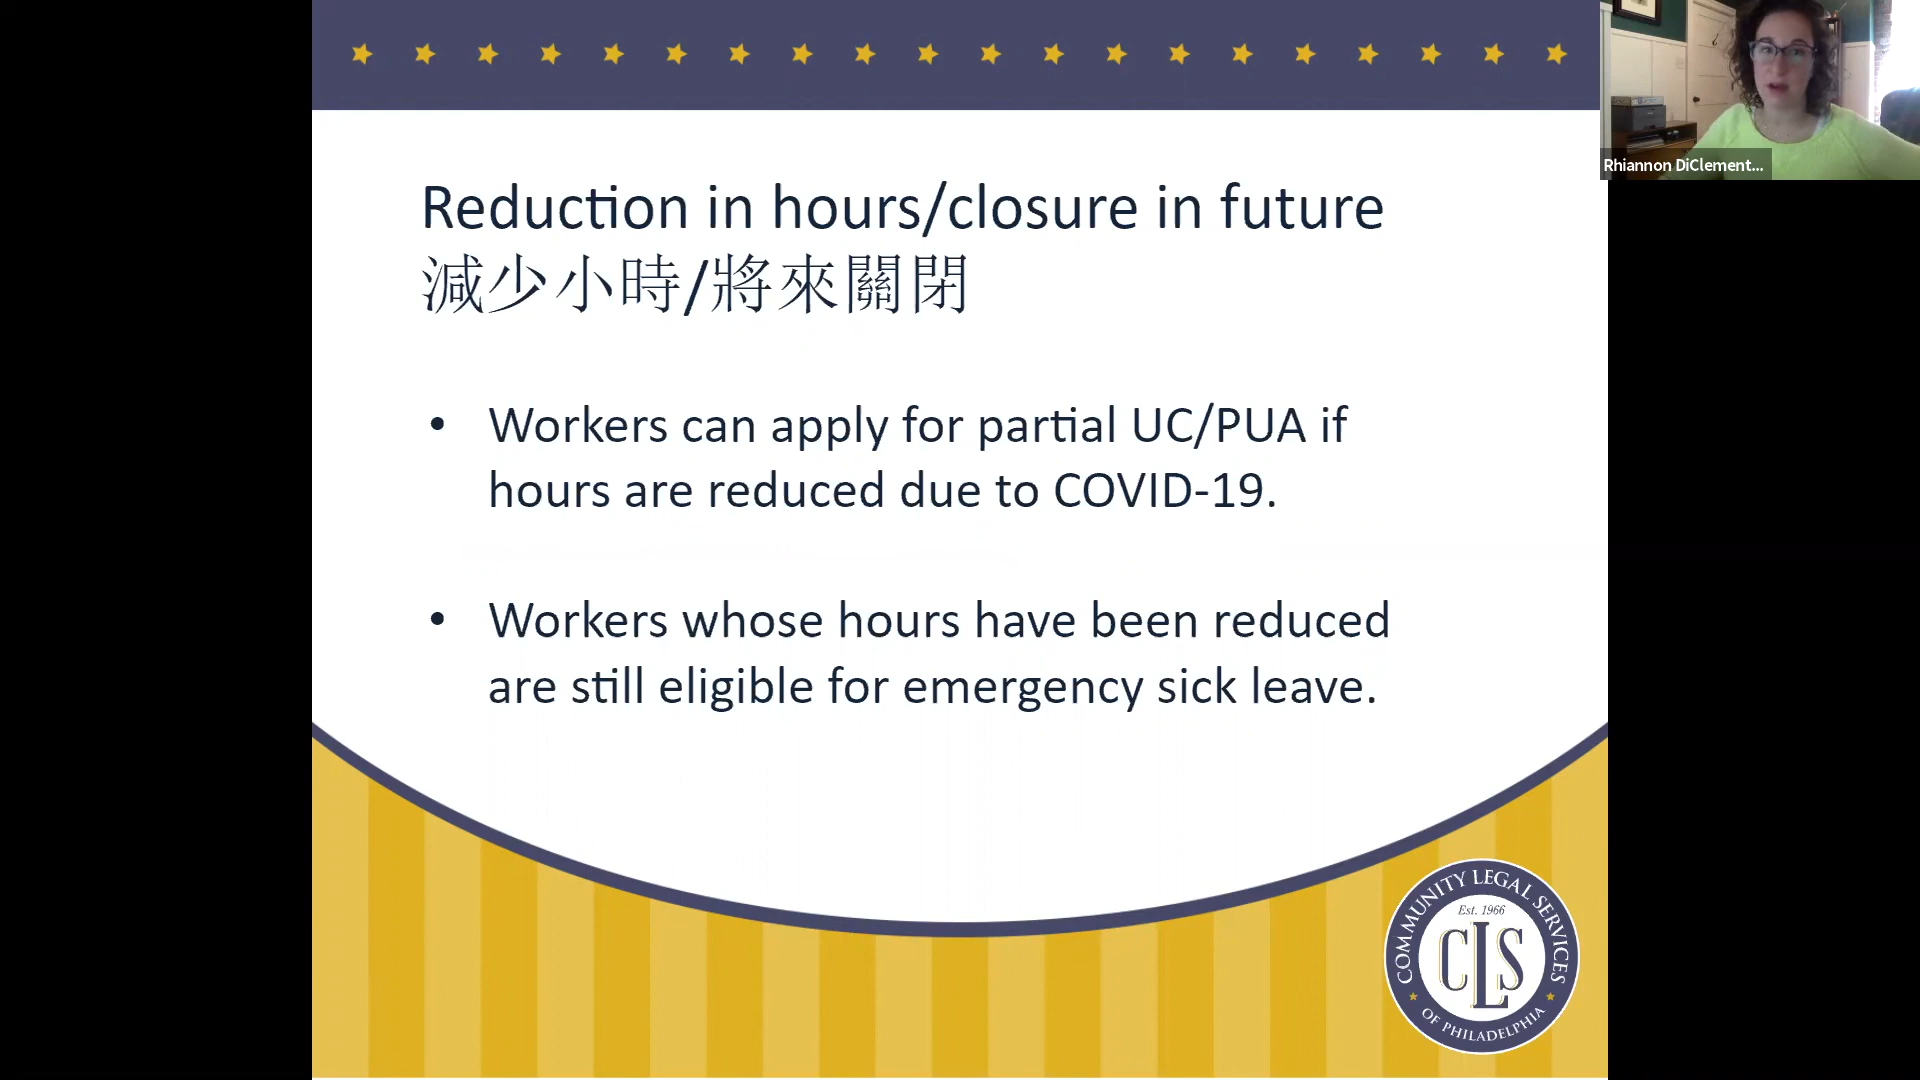 Reduction in hours/closure in future
減少小時/將來關閉
• Workers can apply for partial UC/PUA if
hours are reduced due to COVID-19.
• Workers whose hours have been reduced
are still eligible for emergency sick leave.
Rhiannon DiClement...
COMMUNITY LEGAL SERVICES
Est. 1966
CLS
OF PHILADELPHIA